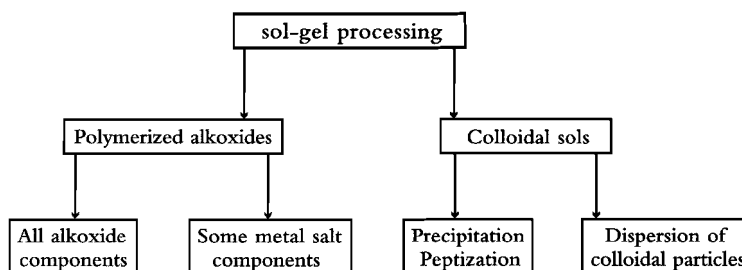 sol-gel processing
Polymerized alkoxides
Colloidal sols
All alkoxide
components
Some metal salt
components
Precipitation
Peptization
Dispersion of
colloidal particles